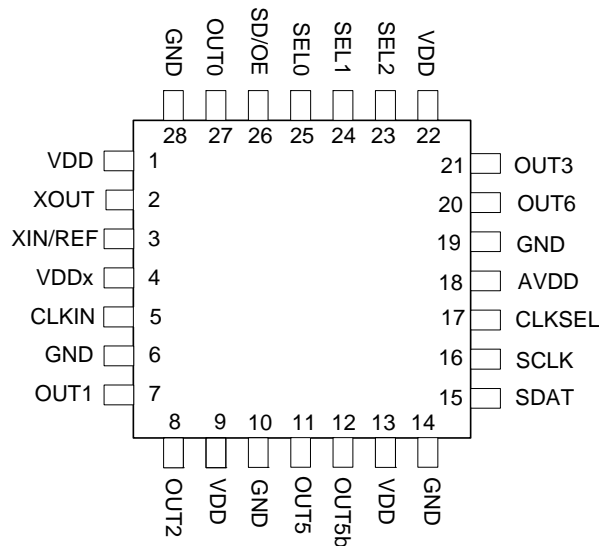 GND OUT0 SD/OE SEL0 SEL1 SEL2 VDD
28 27 26 25 24 23 22
VDD 1
XOUT 2
XIN/REF 3
VDDx 4
CLKIN 5
GND 6
OUT1 7
21 OUT3
20 OUT6
19 GND
18 AVDD
17 CLKSEL
16 SCLK
15 SDAT
8 9 10 11 12 13 14
OUT2 VDD GND OUT5 OUT5b VDD GND